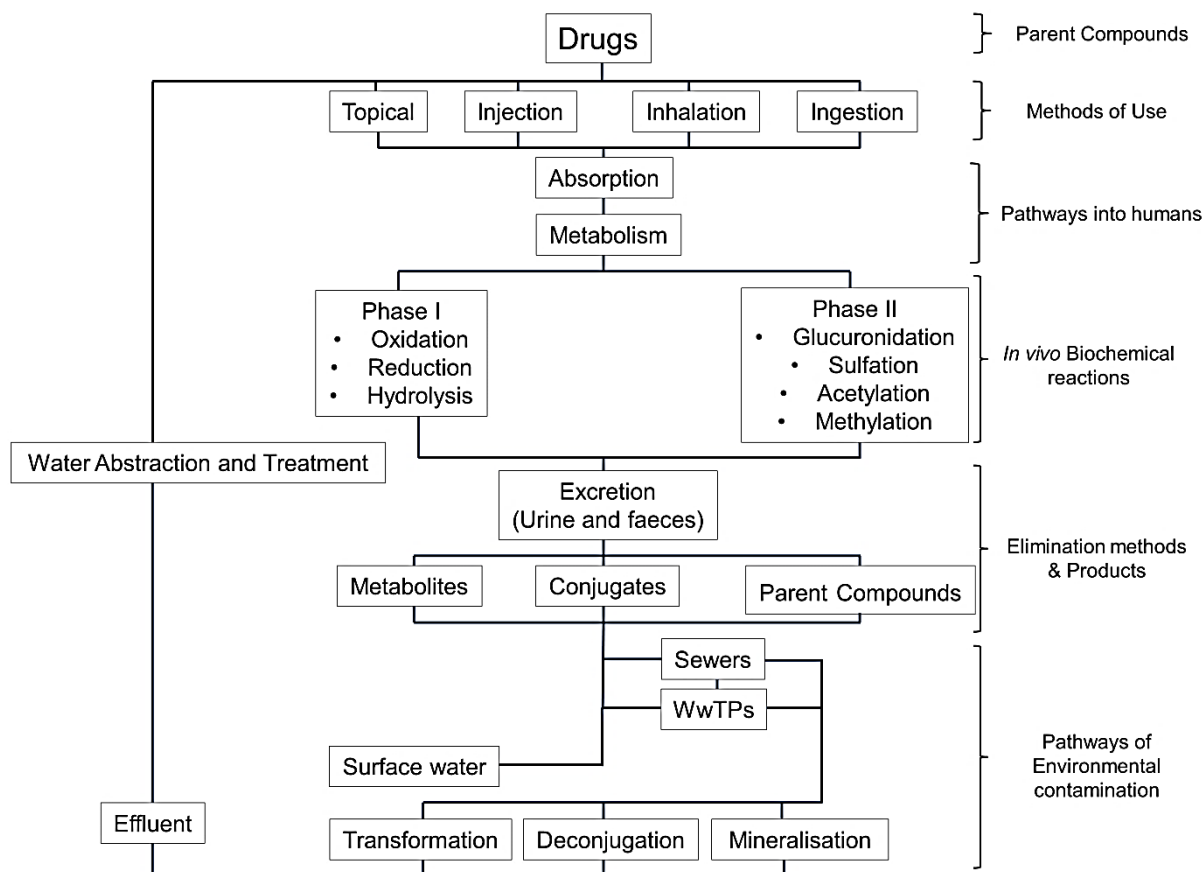 Drugs
Parent Compounds
Topical
Injection
Inhalation
Ingestion
Methods of Use
Absorption
Metabolism
Pathways into humans
Phase I
• Oxidation
• Reduction
• Hydrolysis
Phase II
• Glucuronidation
• Sulfation
• Acetylation
• Methylation
In vivo Biochemical
reactions
Water Abstraction and Treatment
Excretion
(Urine and faeces)
Metabolites
Conjugates
Parent Compounds
Elimination methods
& Products
Sewers
WwTPs
Surface water
Pathways of
Environmental
contamination
Effluent
Transformation
Deconjugation
Mineralisation